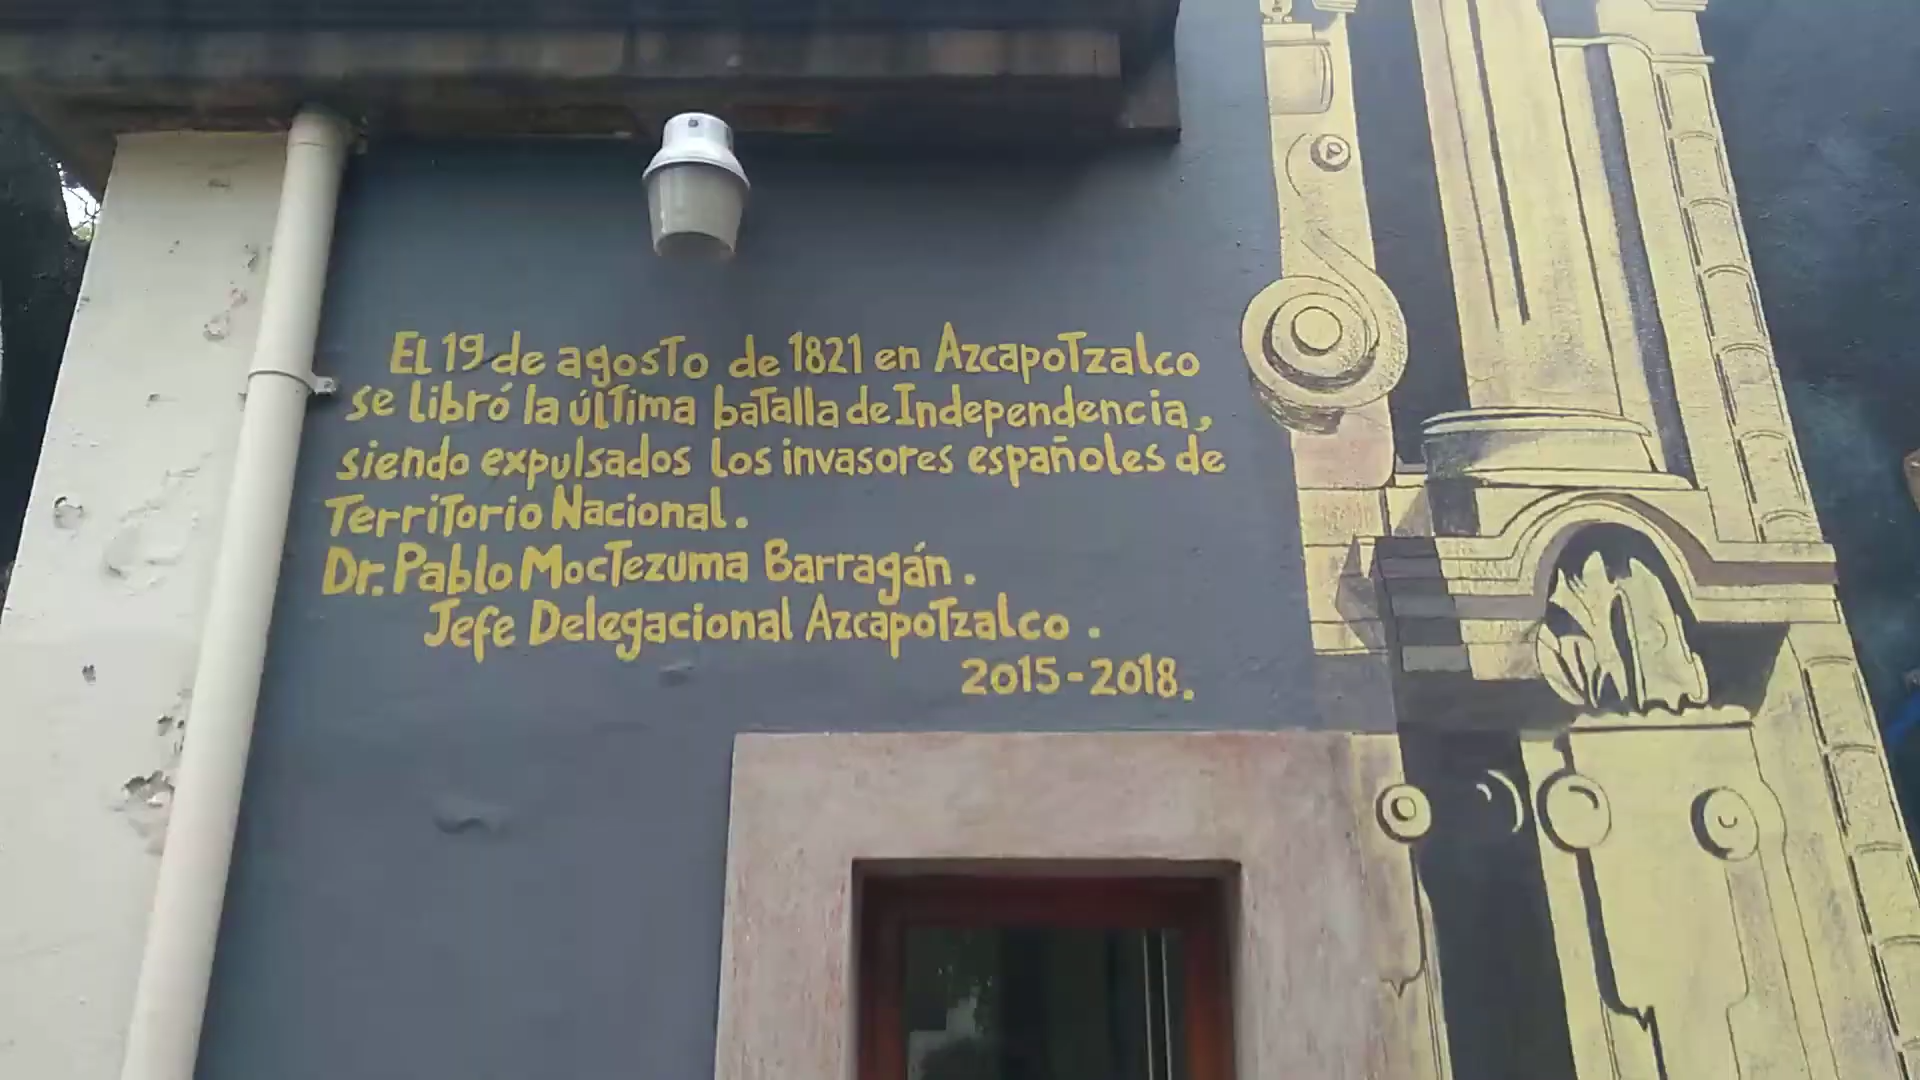 El 19 de agosto de 1821 en Azcapotzalco
se libró la última batalla de Independencia,
siendo expulsados los invasores españoles de
Territorio Nacional.
Dr. Pablo Moctezuma Barragán.
Jefe Delegacional Azcapotzalco.
2015-2018.